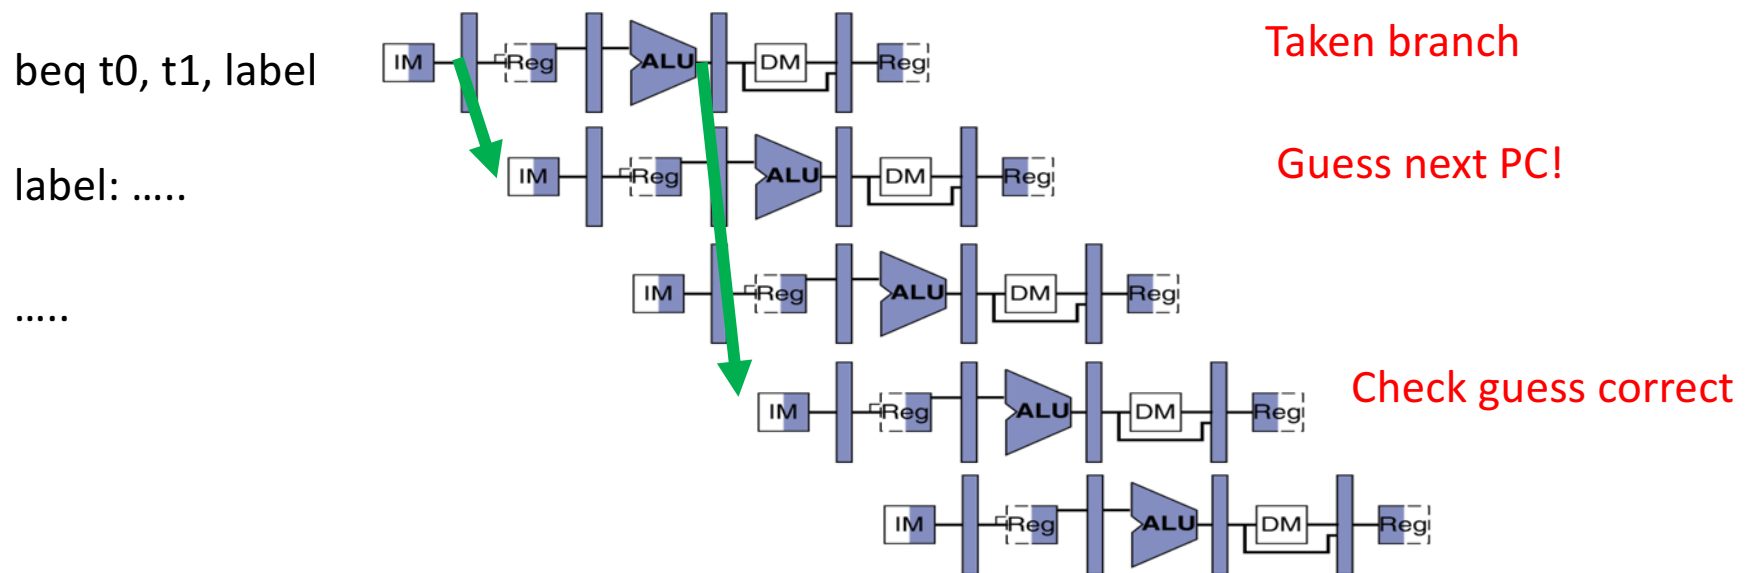 beq t0, t1, label
IM Reg ALU DM Reg
Taken branch
label: .....
IM Reg ALU DM Reg
Guess next PC!
.....
IM Reg ALU DM Reg
IM Reg ALU DM Reg
Check guess correct
IM Reg ALU DM Reg